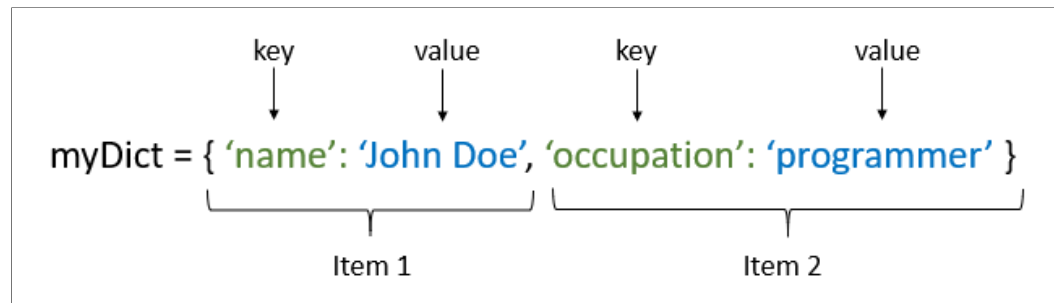 key value key value
myDict = { ‘name’: ‘John Doe’, ‘occupation’: ‘programmer’ }
Item 1 Item 2